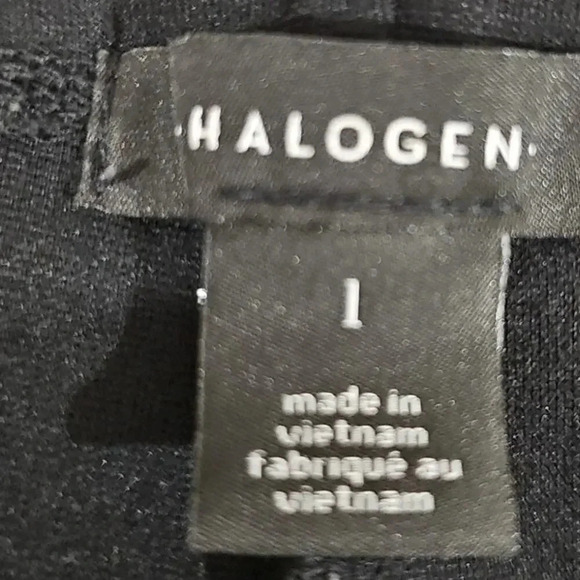 ·HALOGEN·
1
made in
vietnam
fabriqué au
vietnam